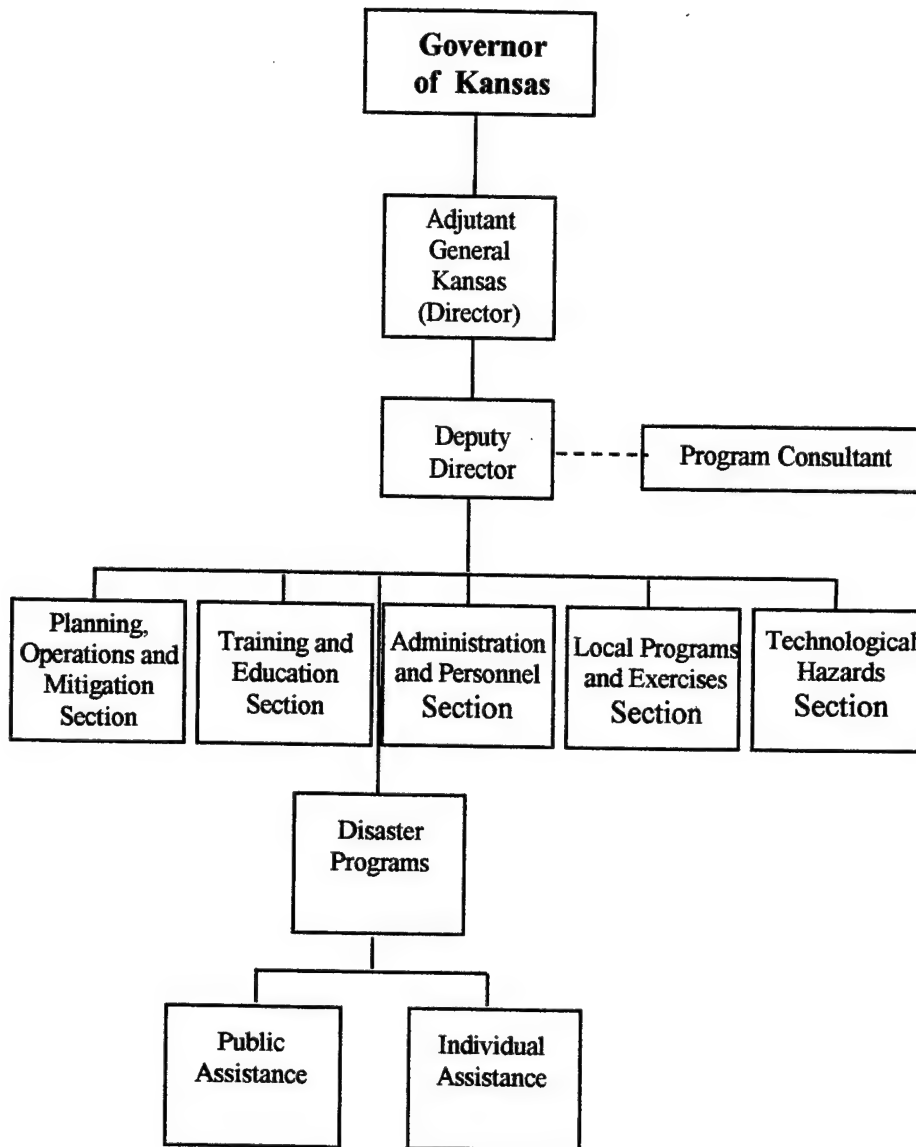 Governor
of Kansas
Adjutant
General
Kansas
(Director)
Deputy
Director
Program Consultant
Planning,
Operations and
Mitigation
Section
Training and
Education
Section
Administration
and Personnel
Section
Local Programs
and Exercises
Section
Technological
Hazards
Section
Disaster
Programs
Public
Assistance
Individual
Assistance